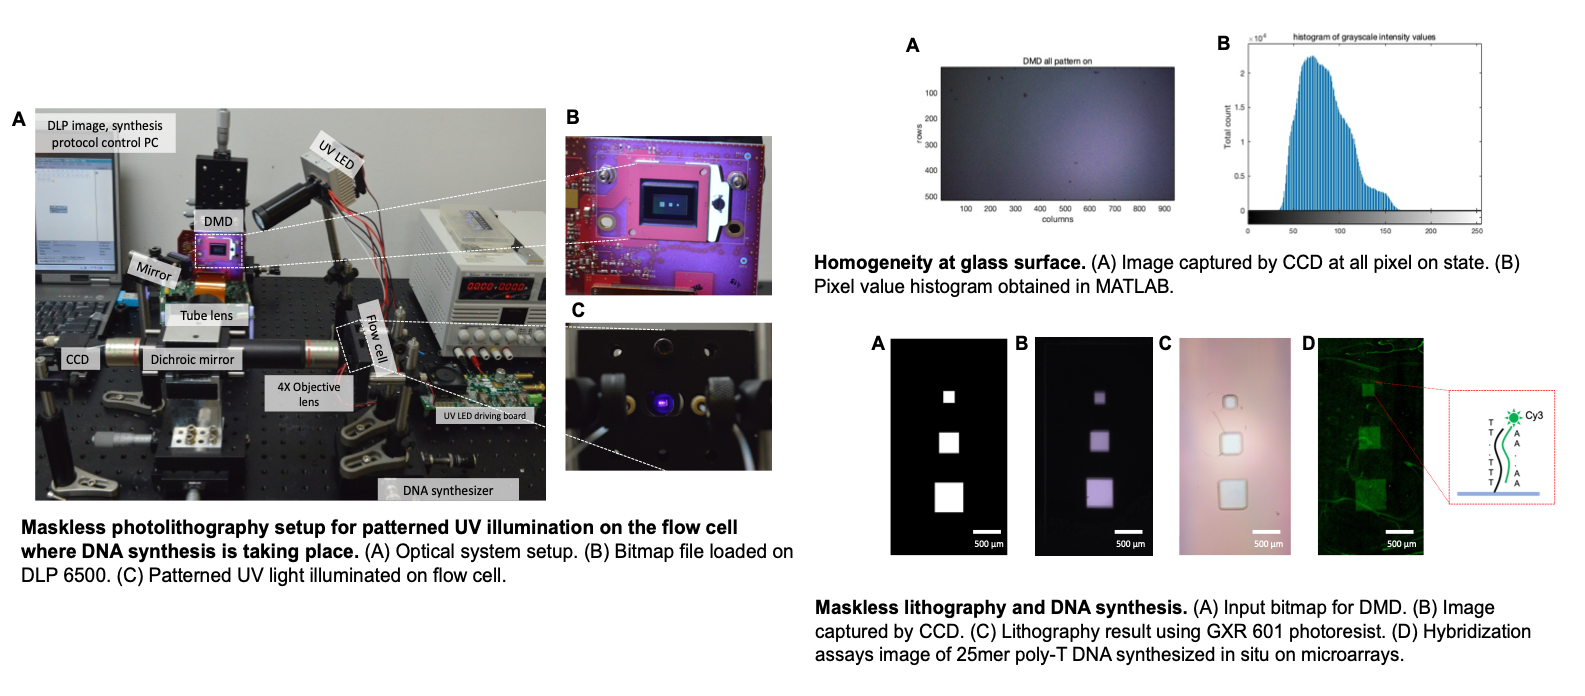 A
DLP image, synthesis
protocol control PC
UV LED
DMD
Mirror
Tube lens
Flow cell
CCD
Dichroic mirror
4X Objective
lens
UV LED driving board
DNA synthesizer
B
C
Maskless photolithography setup for patterned UV illumination on the flow cell
where DNA synthesis is taking place. (A) Optical system setup. (B) Bitmap file loaded on
DLP 6500. (C) Patterned UV light illuminated on flow cell.
A
DMD all pattern on
rows
100
200
300
400
500
100 200 300 400 500 600 700 800 900
columns
B
×10⁴
histogram of grayscale intensity values
Total count
2
1.5
1
0.5
0
0 50 100 150 200 250
Homogeneity at glass surface. (A) Image captured by CCD at all pixel on state. (B)
Pixel value histogram obtained in MATLAB.
A
500 µm
B
500 µm
C
500 µm
D
500 µm
Cy3
T
T
.
T
T
T
A
A
.
.
A
A
Maskless lithography and DNA synthesis. (A) Input bitmap for DMD. (B) Image
captured by CCD. (C) Lithography result using GXR 601 photoresist. (D) Hybridization
assays image of 25mer poly-T DNA synthesized in situ on microarrays.